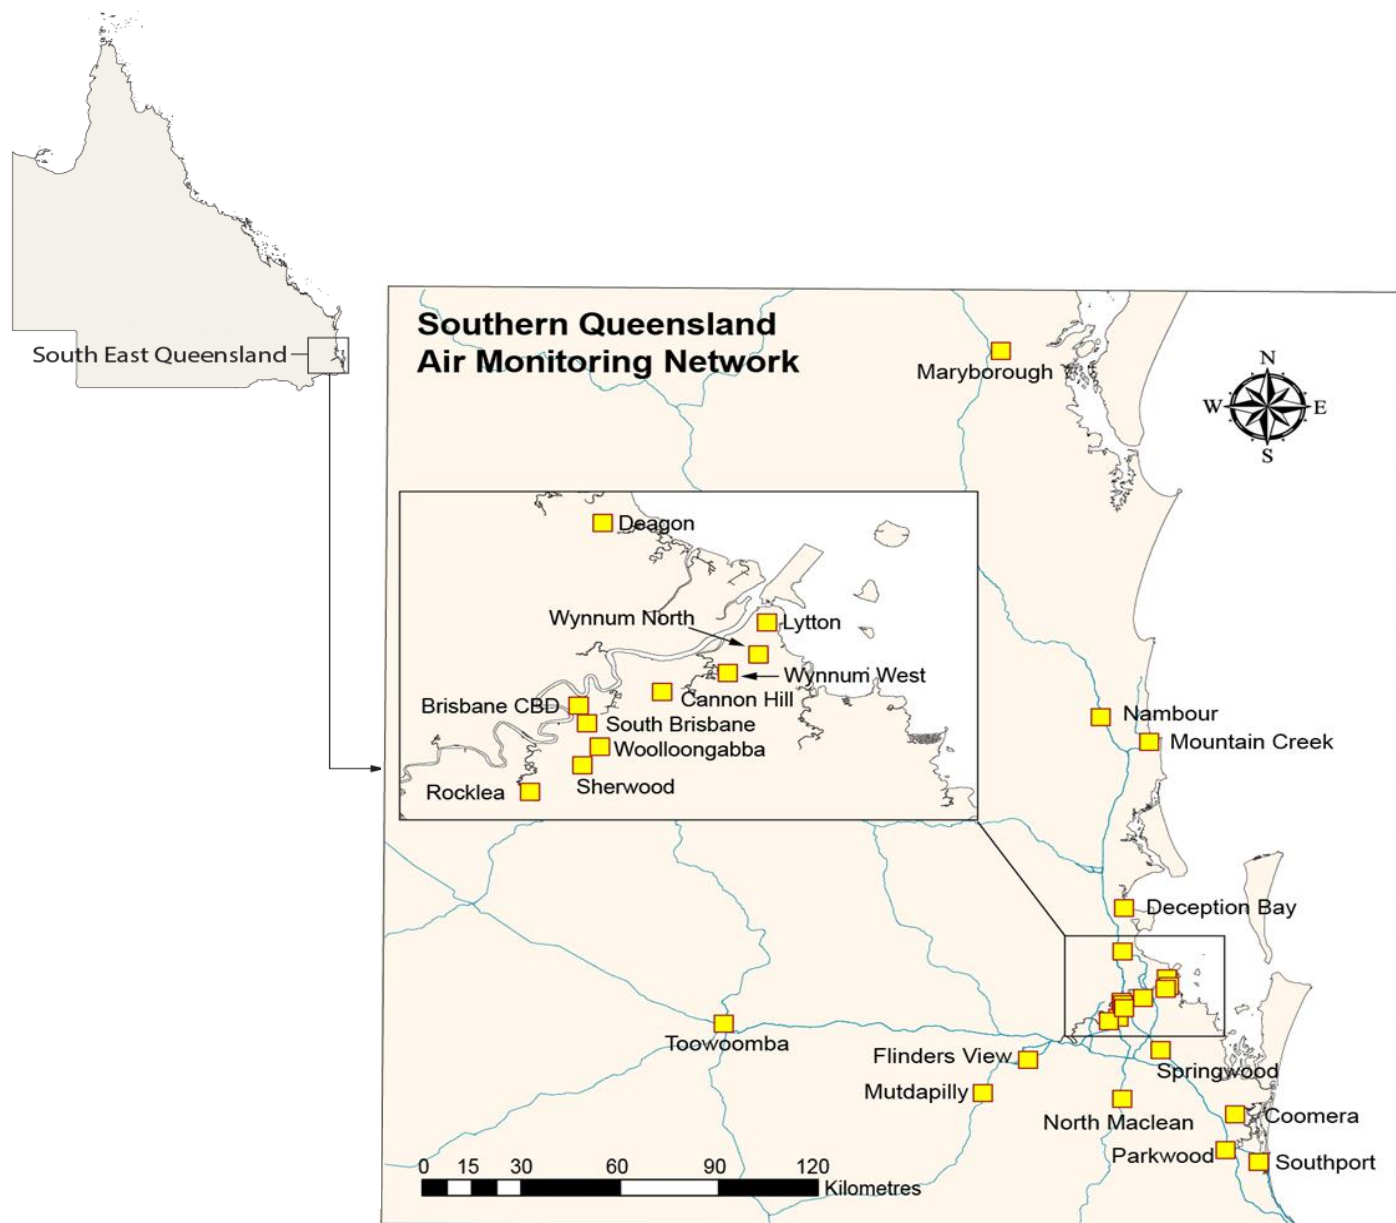 South East Queensland
Southern Queensland
Air Monitoring Network
Maryborough
N
W
E
S
Deagon
Wynnum North
Lytton
Wynnum West
Cannon Hill
Brisbane CBD
South Brisbane
Woolloongabba
Sherwood
Rocklea
Nambour
Mountain Creek
Deception Bay
Toowoomba
Flinders View
Springwood
Mutdapilly
North Maclean
Coomera
Parkwood
Southport
0 15 30 60 90 120
Kilometres